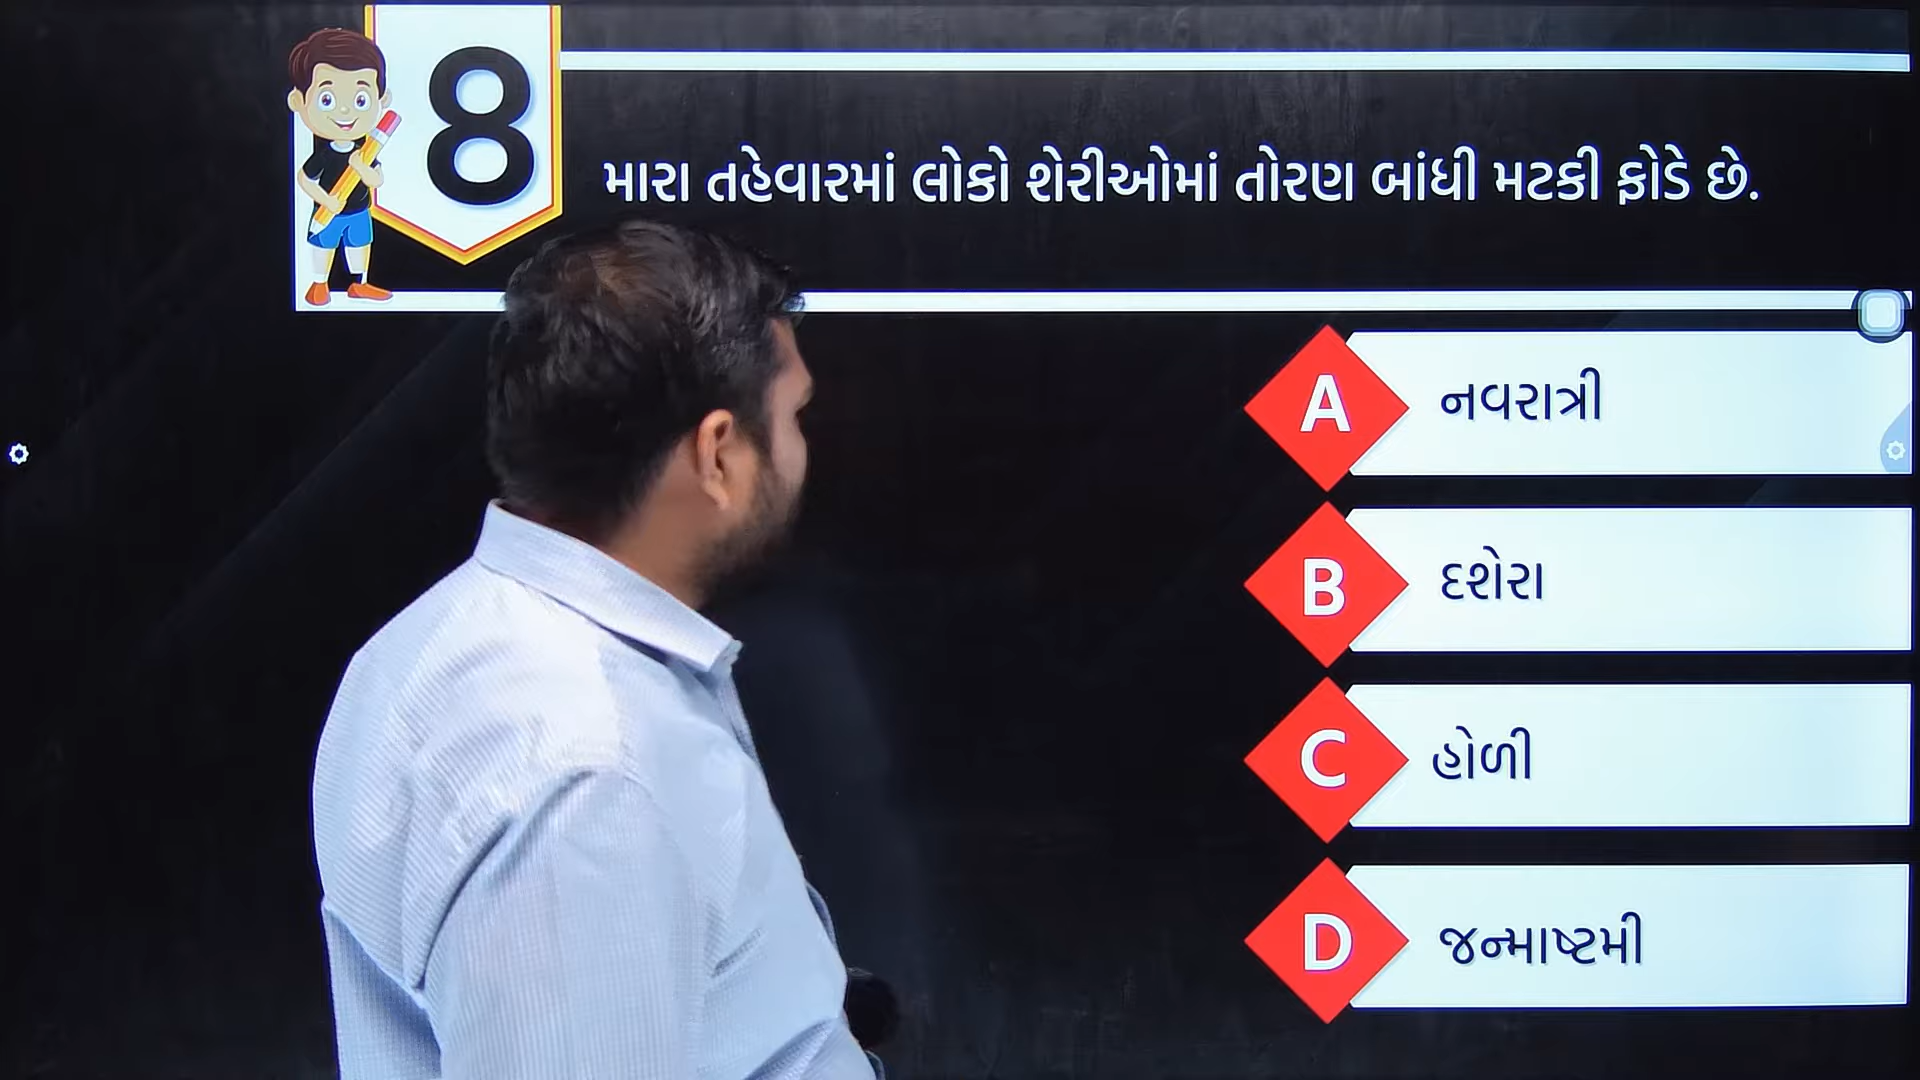 8
મારા તહેવારમાં લોકો શેરીઓમાં તોરણ બાંધી મટકી ફોડે છે.
A નવરાત્રી
B દશેરા
C હોળી
D જન્માષ્ટમી